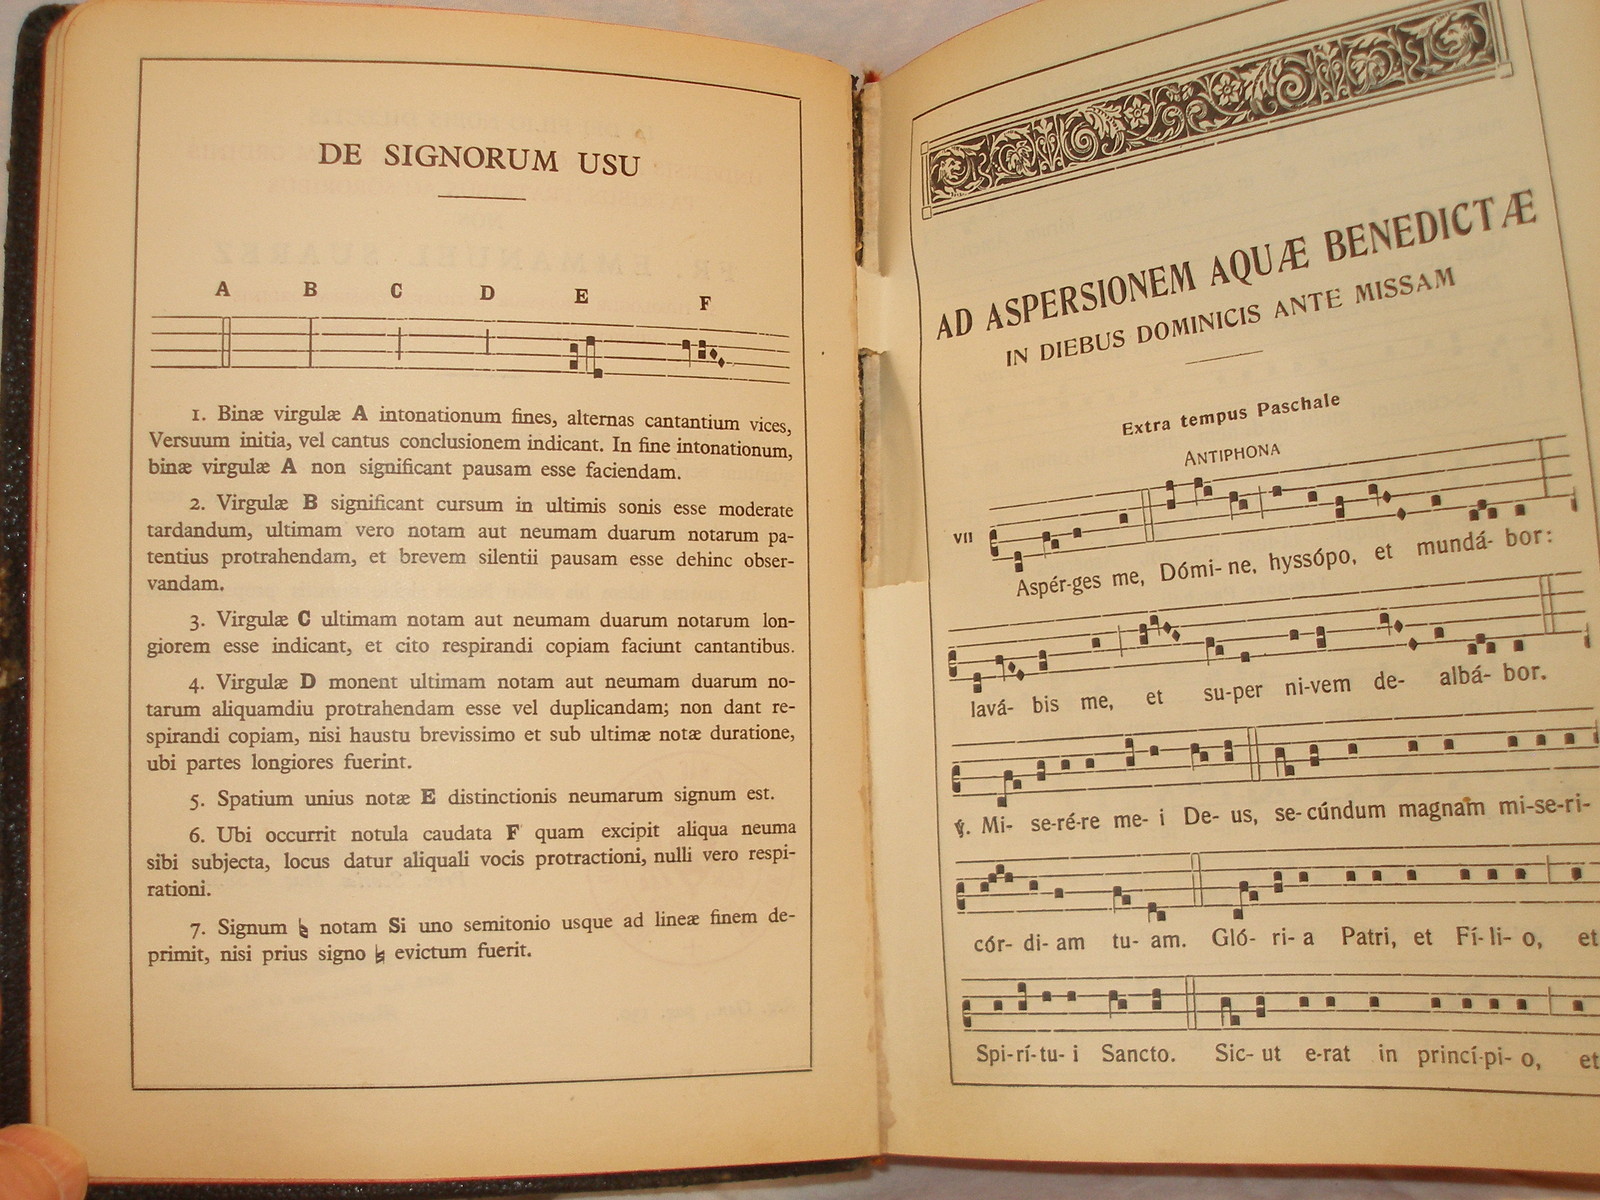 DE SIGNORUM USU
A B C D E F
1. Binæ virgulæ A intonationum fines, alternas cantantium vices,
Versuum initia, vel cantus conclusionem indicant. In fine intonationum,
binæ virgulæ A non significant pausam esse faciendam.
2. Virgulæ B significant cursum in ultimis sonis esse moderate
tardandum, ultimam vero notam aut neumam duarum notarum pa-
tentius protrahendam, et brevem silentii pausam esse dehinc obser-
vandam.
3. Virgulæ C ultimam notam aut neumam duarum notarum lon-
giorem esse indicant, et cito respirandi copiam faciunt cantantibus.
4. Virgulæ D monent ultimam notam aut neumam duarum no-
tarum aliquamdiu protrahendam esse vel duplicandam; non dant re-
spirandi copiam, nisi haustu brevissimo et sub ultimæ notæ duratione,
ubi partes longiores fuerint.
5. Spatium unius notæ E distinctionis neumarum signum est.
6. Ubi occurrit notula caudata F quam excipit aliqua neuma
sibi subjecta, locus datur aliquali vocis protractioni, nulli vero respi-
rationi.
7. Signum ♭ notam Si uno semitonio usque ad lineæ finem de-
primit, nisi prius signo ♮ evictum fuerit.
AD ASPERSIONEM AQUÆ BENEDICTÆ
IN DIEBUS DOMINICIS ANTE MISSAM
Extra tempus Paschale
ANTIPHONA
VII
Aspér-ges me, Dómi-ne, hyssópo, et mundá-bor:
lavá- bis me, et su-per ni-vem de- albá- bor.
℣. Mi- se-ré-re me- i De- us, se-cúndum magnam mi-se-ri-
cór- di- am tu- am. Gló- ri- a Patri, et Fí- li- o, et
Spi-rí-tu- i Sancto. Sic- ut e-rat in princí-pi- o, et